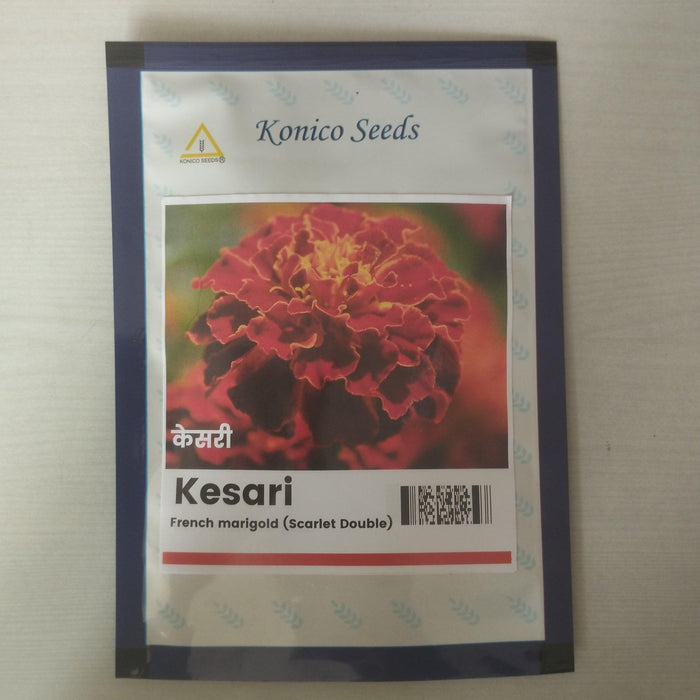 Konico Seeds
KONICO SEEDS®
केसरी
Kesari
French marigold (Scarlet Double)